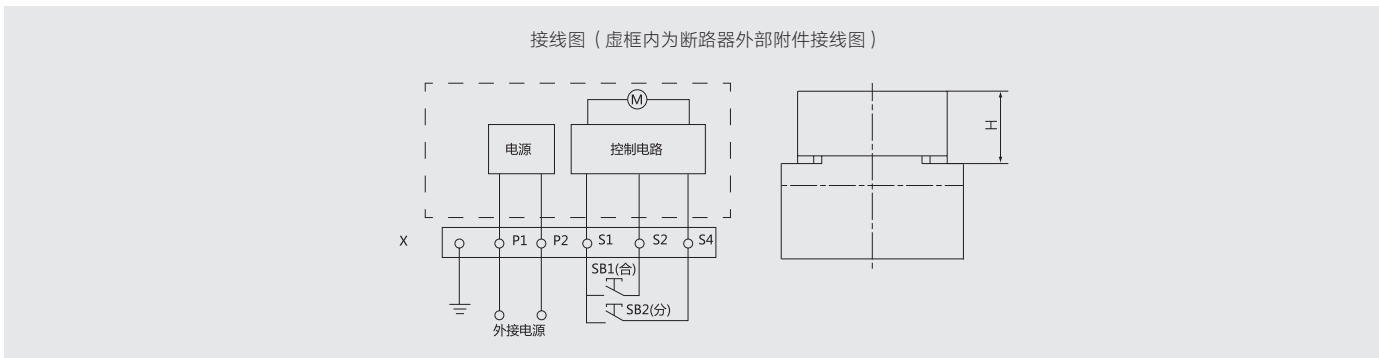 接线图（虚框内为断路器外部附件接线图）
M
电源
控制电路
H
X
P1
P2
S1
S2
S4
SB1(合)
SB2(分)
外接电源